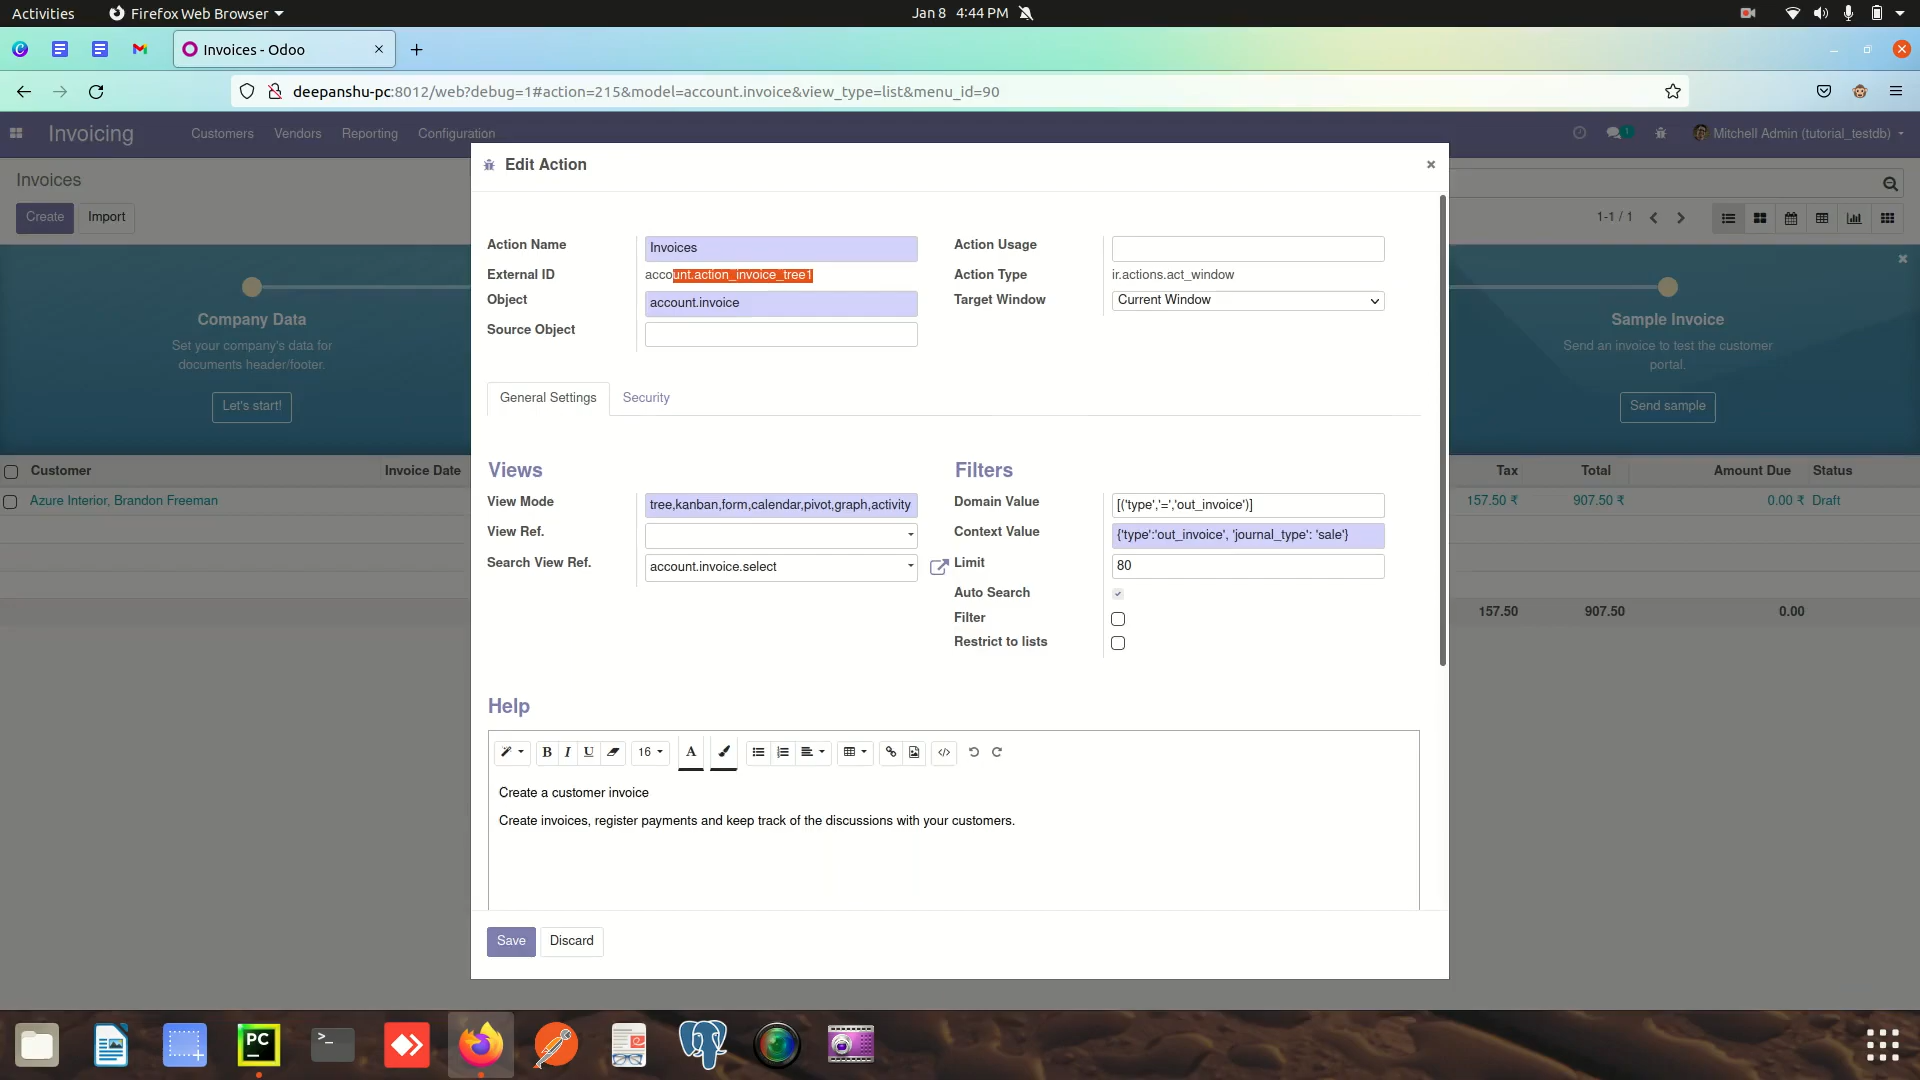 Activities
Firefox Web Browser
Jan 8 4:44 PM
Invoices - Odoo
deepanshu-pc:8012/web?debug=1#action=215&model=account.invoice&view_type=list&menu_id=90
Invoicing
Customers
Vendors
Reporting
Configuration
1
Mitchell Admin (tutorial_testdb)
Invoices
Create
Import
1-1 / 1
Edit Action
Action Name
Invoices
Action Usage
External ID
account.action_invoice_tree1
Action Type
ir.actions.act_window
Object
account.invoice
Target Window
Current Window
Source Object
Company Data
Set your company's data for
documents header/footer.
Let's start!
Sample Invoice
Send an invoice to test the customer
portal.
Send sample
General Settings
Security
Customer
Invoice Date
Tax
Total
Amount Due
Status
Azure Interior, Brandon Freeman
157.50 ₹
907.50 ₹
0.00 ₹
Draft
157.50
907.50
0.00
Views
View Mode
tree,kanban,form,calendar,pivot,graph,activity
View Ref.
Search View Ref.
account.invoice.select
Filters
Domain Value
[('type','=','out_invoice')]
Context Value
{'type':'out_invoice', 'journal_type': 'sale'}
Limit
80
Auto Search
Filter
Restrict to lists
Help
B I U 16 A
Create a customer invoice
Create invoices, register payments and keep track of the discussions with your customers.
Save
Discard
PC